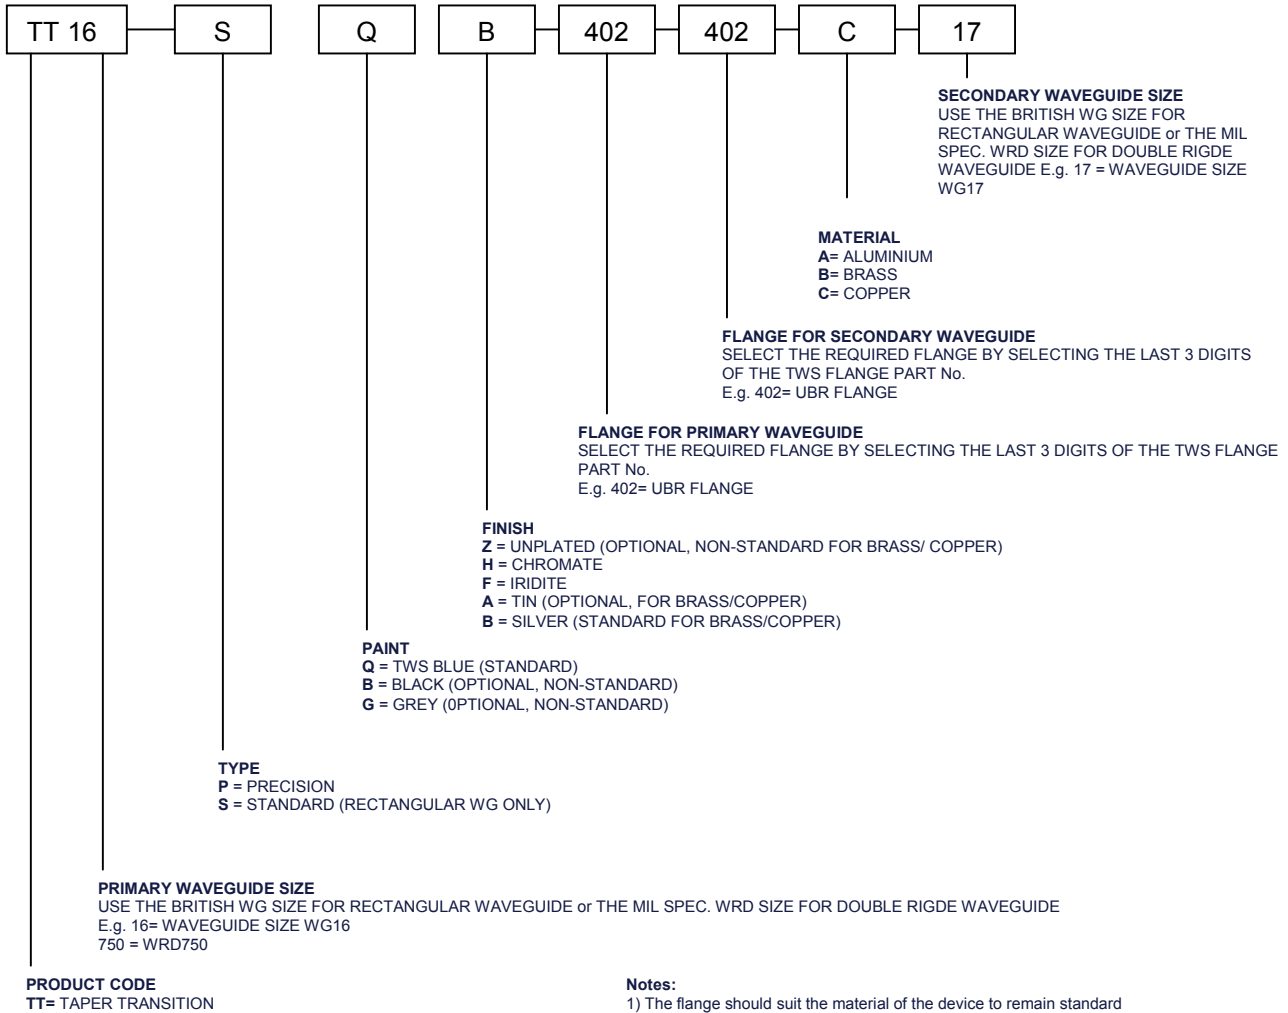 TT 16 S Q B 402 402 C 17
SECONDARY WAVEGUIDE SIZE
USE THE BRITISH WG SIZE FOR
RECTANGULAR WAVEGUIDE or THE MIL
SPEC. WRD SIZE FOR DOUBLE RIGDE
WAVEGUIDE E.g. 17 = WAVEGUIDE SIZE
WG17
MATERIAL
A= ALUMINIUM
B= BRASS
C= COPPER
FLANGE FOR SECONDARY WAVEGUIDE
SELECT THE REQUIRED FLANGE BY SELECTING THE LAST 3 DIGITS
OF THE TWS FLANGE PART No.
E.g. 402= UBR FLANGE
FLANGE FOR PRIMARY WAVEGUIDE
SELECT THE REQUIRED FLANGE BY SELECTING THE LAST 3 DIGITS OF THE TWS FLANGE
PART No.
E.g. 402= UBR FLANGE
FINISH
Z = UNPLATED (OPTIONAL, NON-STANDARD FOR BRASS/ COPPER)
H = CHROMATE
F = IRIDITE
A = TIN (OPTIONAL, FOR BRASS/COPPER)
B = SILVER (STANDARD FOR BRASS/COPPER)
PAINT
Q = TWS BLUE (STANDARD)
B = BLACK (OPTIONAL, NON-STANDARD)
G = GREY (0PTIONAL, NON-STANDARD)
TYPE
P = PRECISION
S = STANDARD (RECTANGULAR WG ONLY)
PRIMARY WAVEGUIDE SIZE
USE THE BRITISH WG SIZE FOR RECTANGULAR WAVEGUIDE or THE MIL SPEC. WRD SIZE FOR DOUBLE RIGDE WAVEGUIDE
E.g. 16= WAVEGUIDE SIZE WG16
750 = WRD750
PRODUCT CODE
TT= TAPER TRANSITION
Notes:
1) The flange should suit the material of the device to remain standard